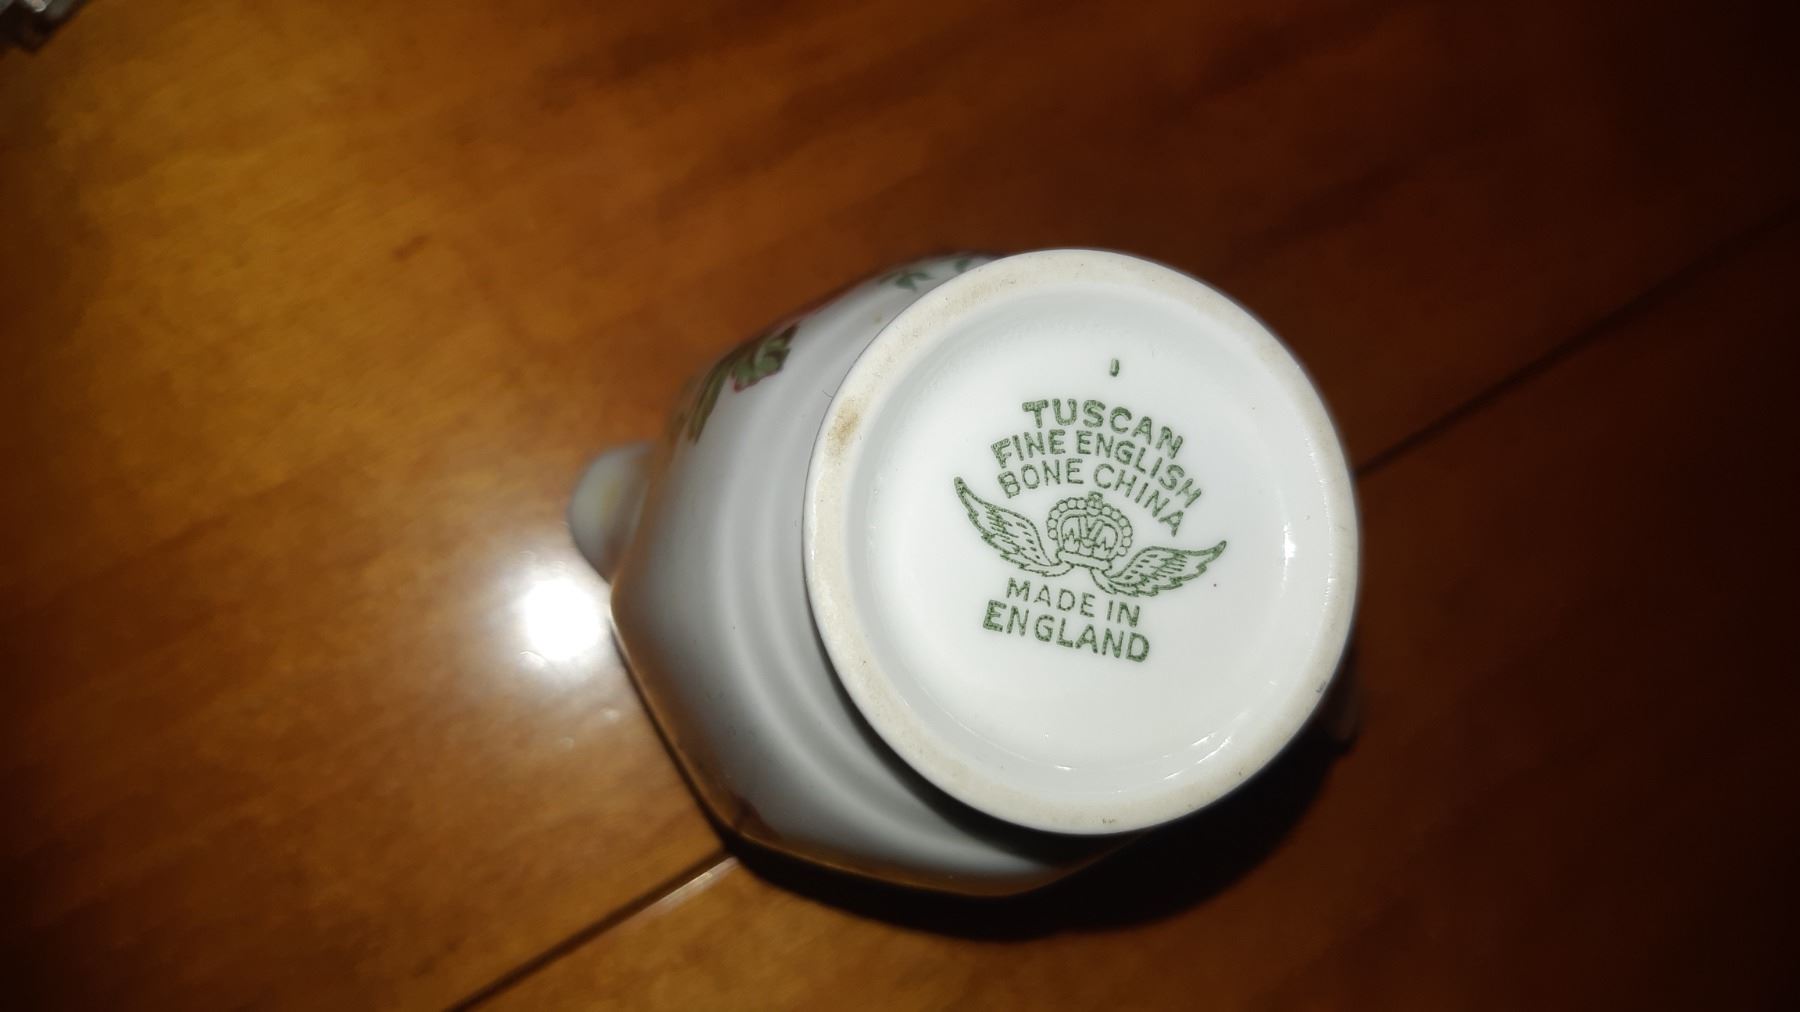 TUSCAN
FINE ENGLISH
BONE CHINA
MADE IN
ENGLAND